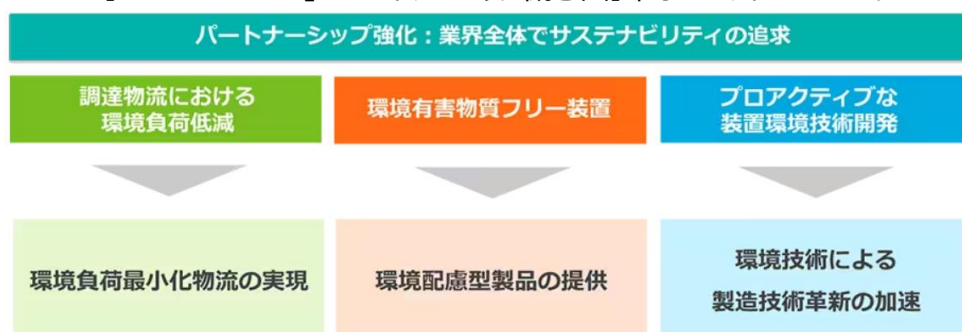 パートナーシップ強化：業界全体でサステナビリティの追求
調達物流における
環境負荷低減
環境有害物質フリー装置
プロアクティブな
装置環境技術開発
環境負荷最小化物流の実現
環境配慮型製品の提供
環境技術による
製造技術革新の加速